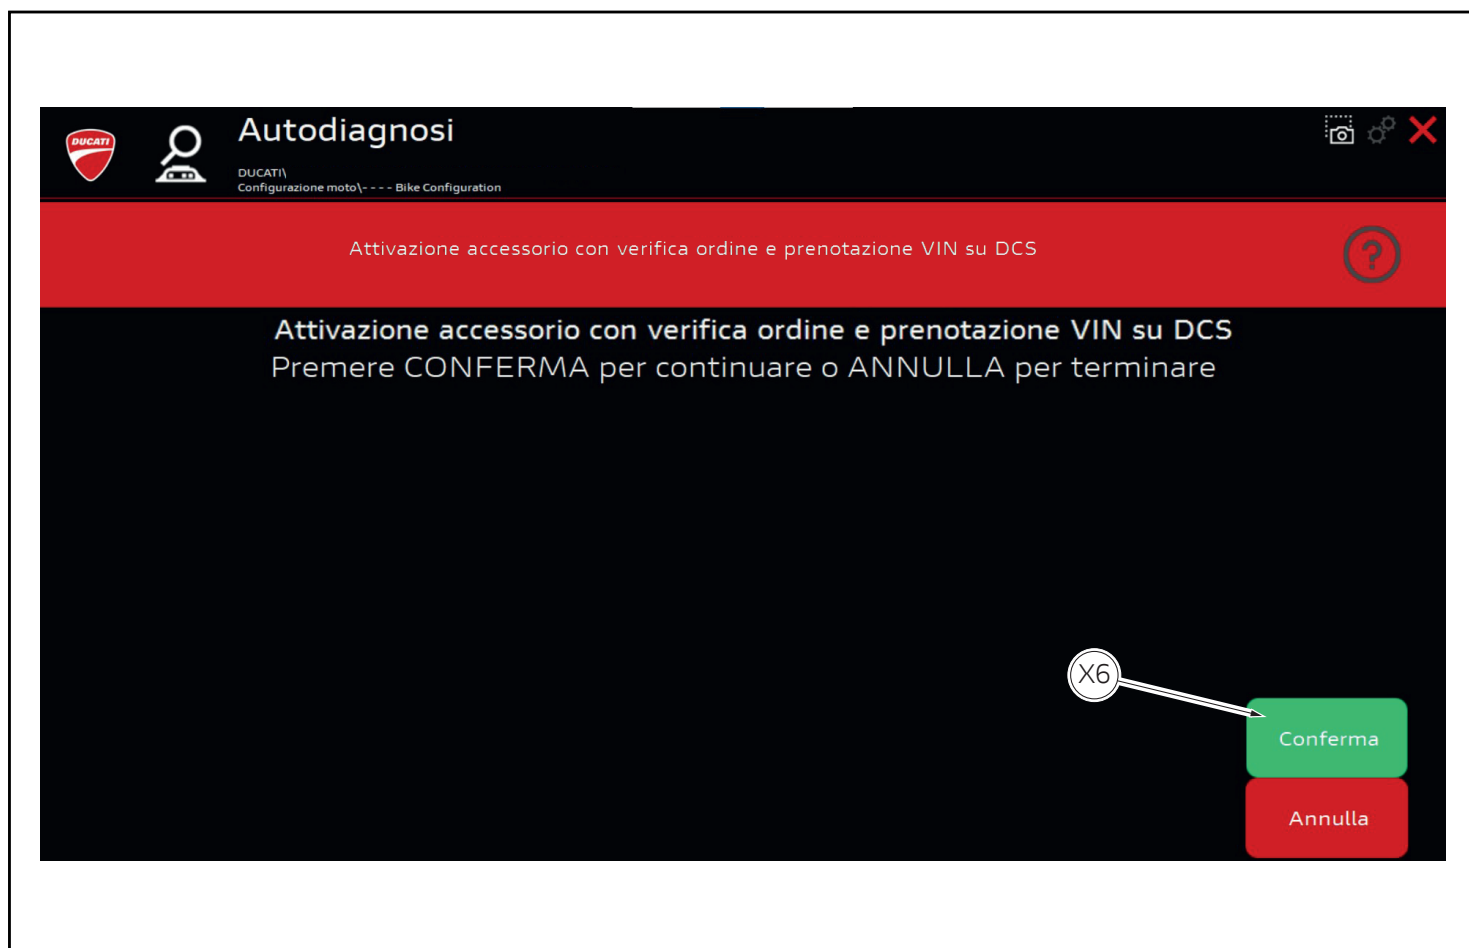 DUCATI
Autodiagnosi
DUCATI\
Configurazione moto\- - - - Bike Configuration
Attivazione accessorio con verifica ordine e prenotazione VIN su DCS
?
Attivazione accessorio con verifica ordine e prenotazione VIN su DCS
Premere CONFERMA per continuare o ANNULLA per terminare
X6
Conferma
Annulla